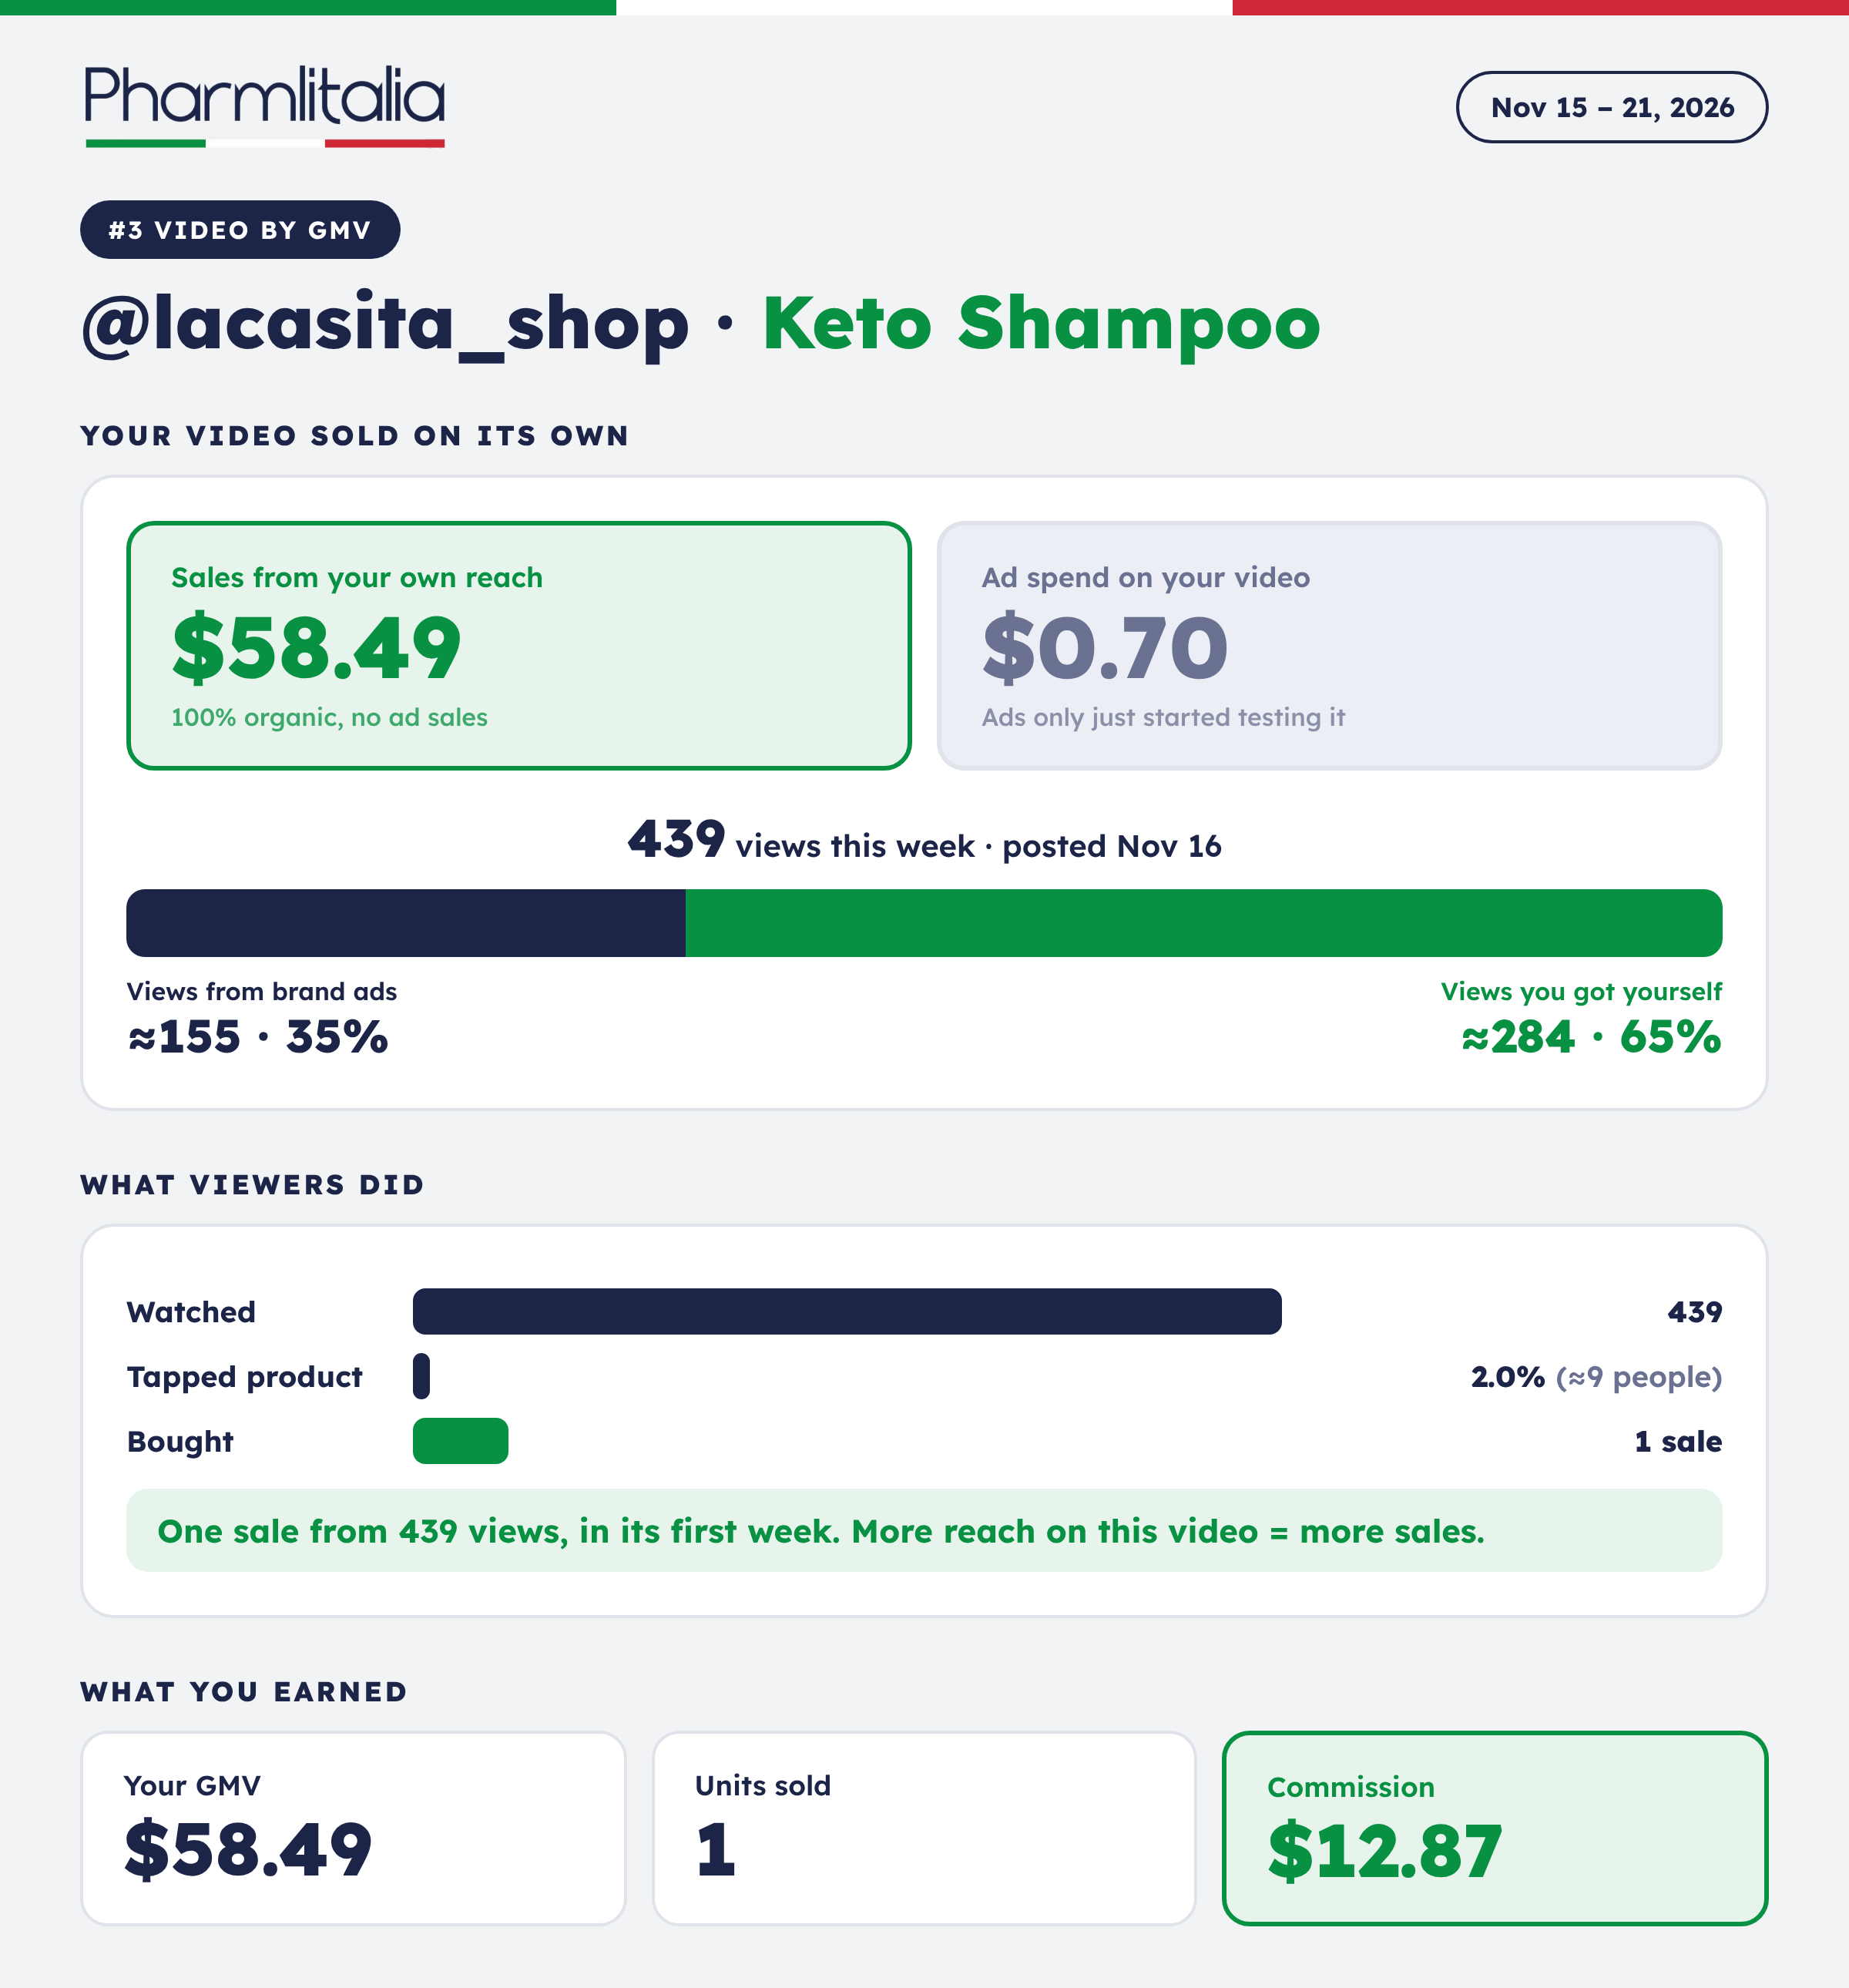 Pharmlitalia
Nov 15 – 21, 2026
#3 VIDEO BY GMV
@lacasita_shop · Keto Shampoo
YOUR VIDEO SOLD ON ITS OWN
Sales from your own reach
$58.49
100% organic, no ad sales
Ad spend on your video
$0.70
Ads only just started testing it
439 views this week · posted Nov 16
Views from brand ads
≈155 · 35%
Views you got yourself
≈284 · 65%
WHAT VIEWERS DID
Watched 439
Tapped product 2.0% (≈9 people)
Bought 1 sale
One sale from 439 views, in its first week. More reach on this video = more sales.
WHAT YOU EARNED
Your GMV
$58.49
Units sold
1
Commission
$12.87